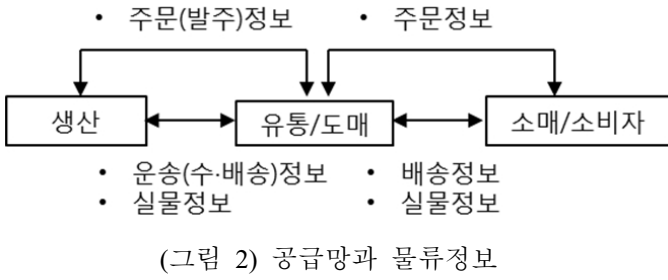 • 주문(발주)정보 • 주문정보
생산 유통/도매 소매/소비자
• 운송(수·배송)정보 • 배송정보
• 실물정보 • 실물정보
(그림 2) 공급망과 물류정보